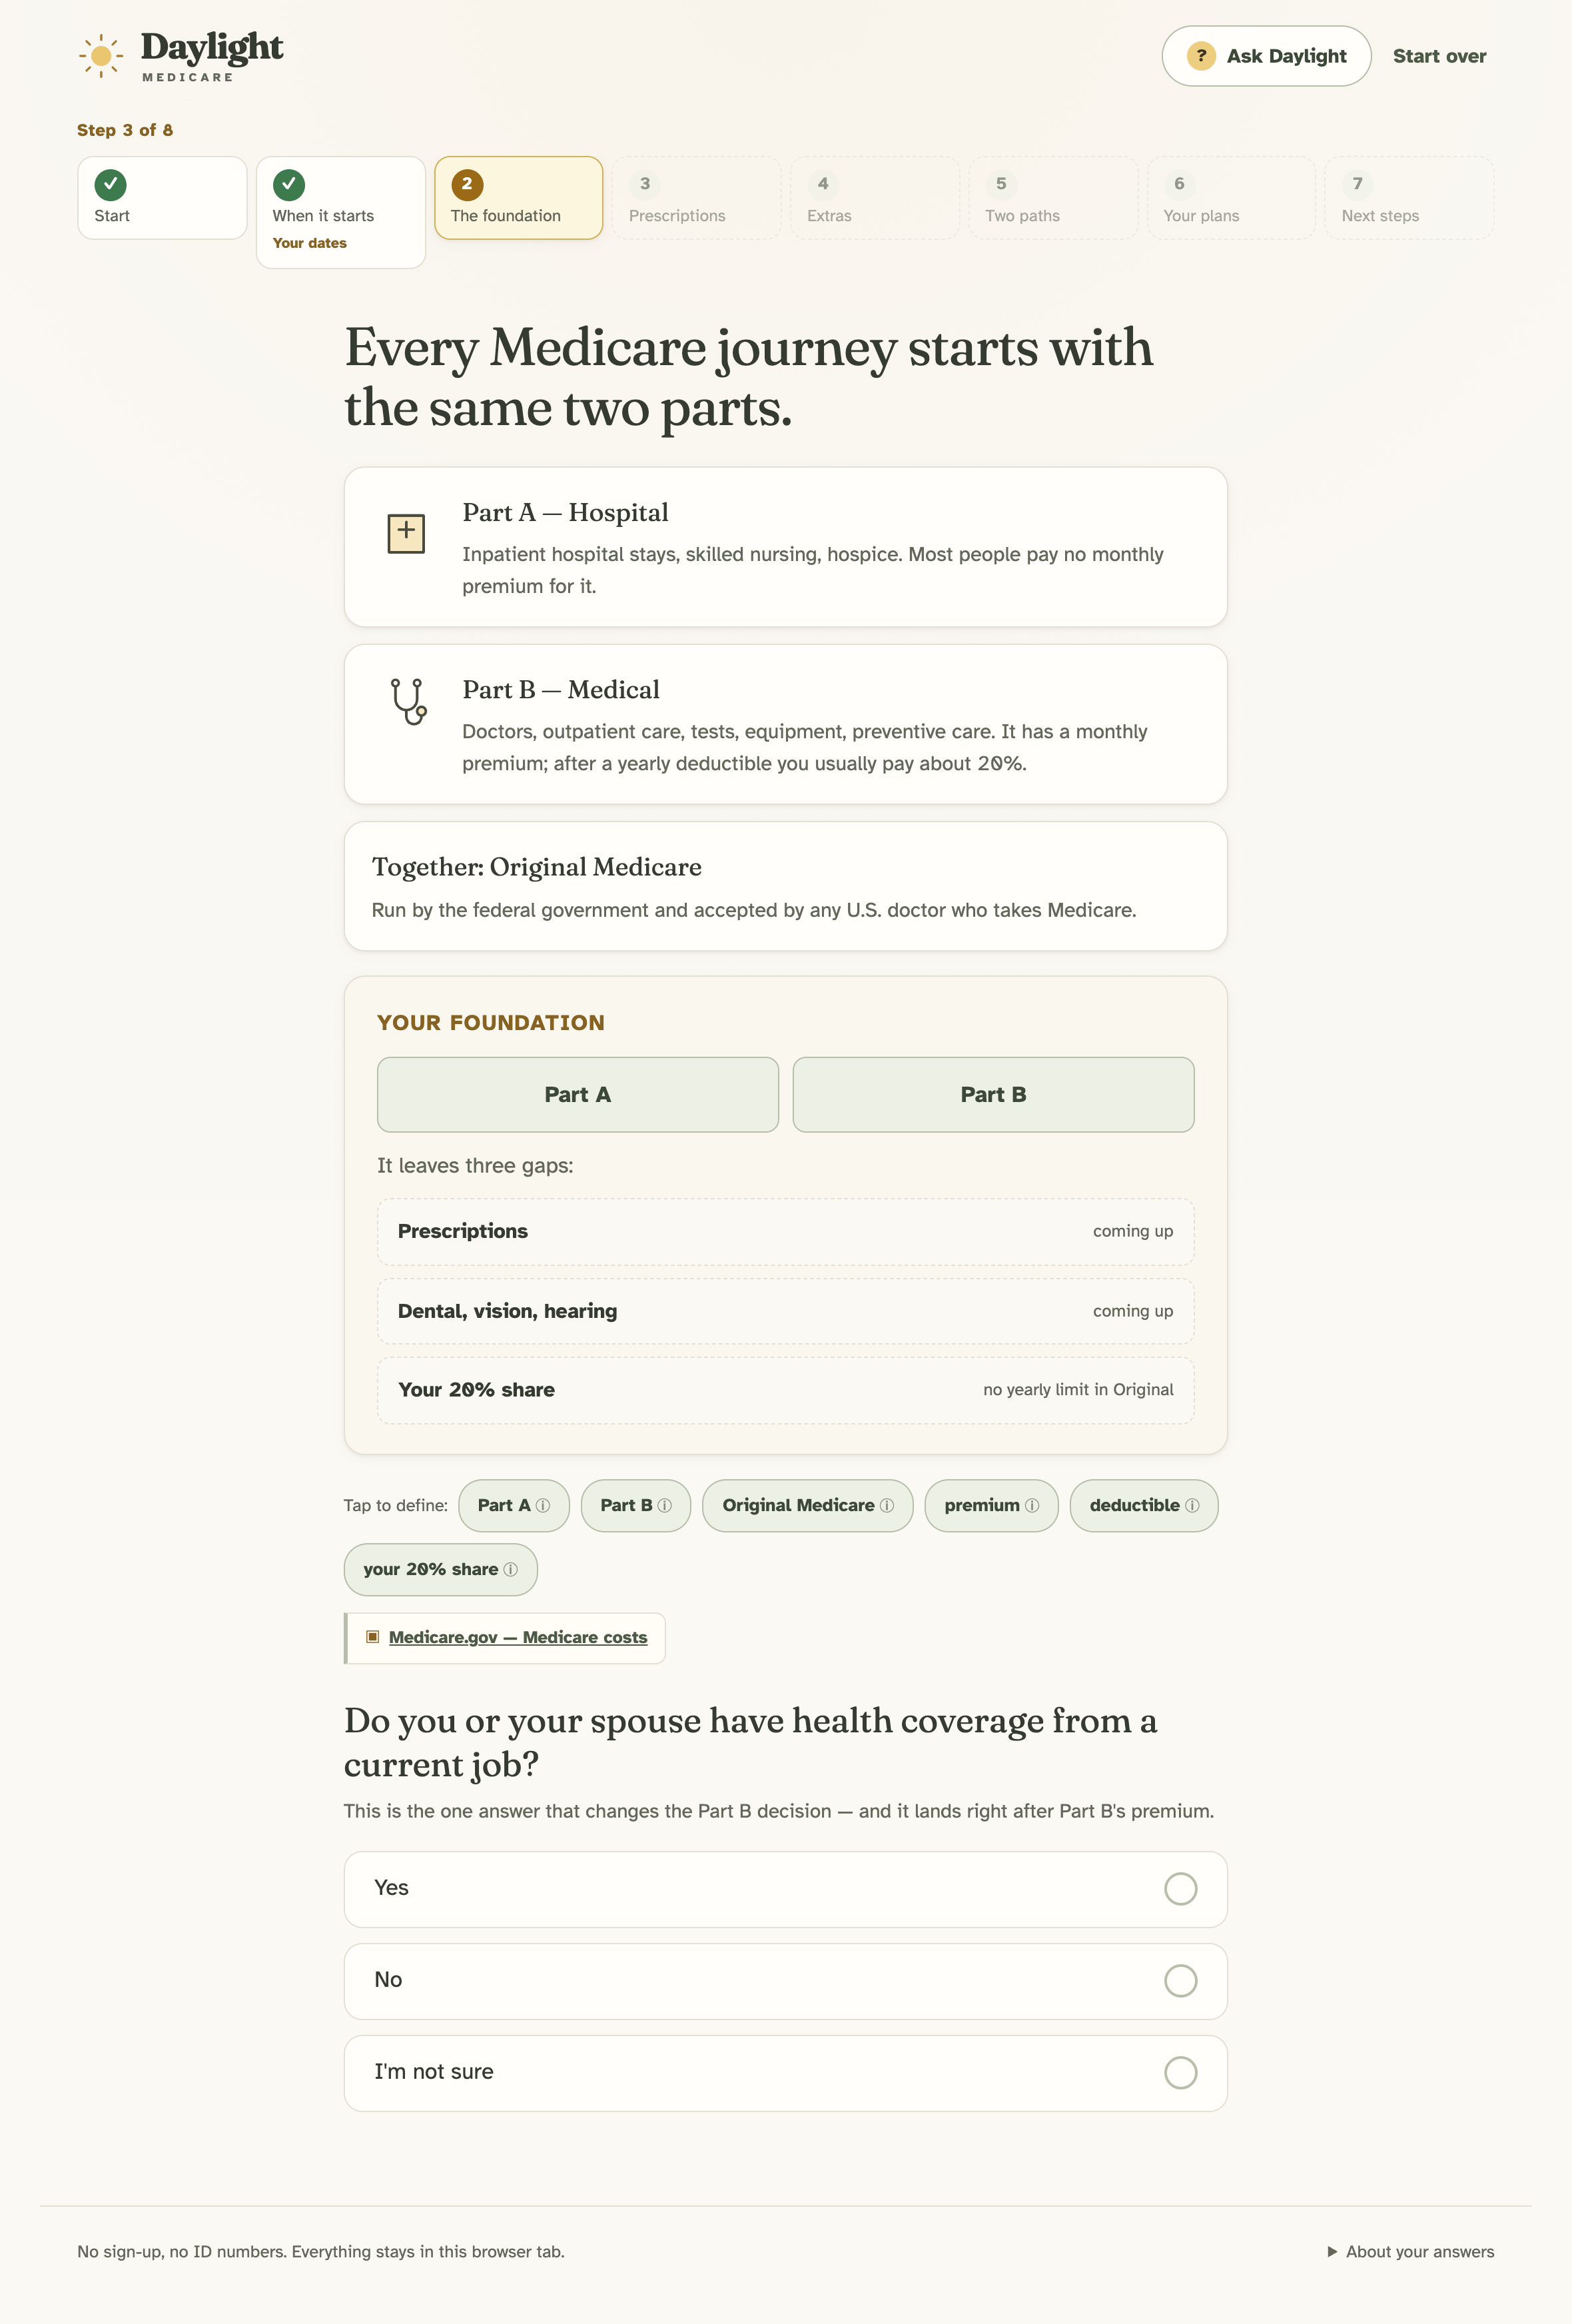 Daylight
MEDICARE
? Ask Daylight
Start over
Step 3 of 8
Start
When it starts
Your dates
2
The foundation
3
Prescriptions
4
Extras
5
Two paths
6
Your plans
7
Next steps
Every Medicare journey starts with
the same two parts.
Part A — Hospital
Inpatient hospital stays, skilled nursing, hospice. Most people pay no monthly
premium for it.
Part B — Medical
Doctors, outpatient care, tests, equipment, preventive care. It has a monthly
premium; after a yearly deductible you usually pay about 20%.
Together: Original Medicare
Run by the federal government and accepted by any U.S. doctor who takes Medicare.
YOUR FOUNDATION
Part A
Part B
It leaves three gaps:
Prescriptions
coming up
Dental, vision, hearing
coming up
Your 20% share
no yearly limit in Original
Tap to define:
Part A ⓘ
Part B ⓘ
Original Medicare ⓘ
premium ⓘ
deductible ⓘ
your 20% share ⓘ
▣ Medicare.gov — Medicare costs
Do you or your spouse have health coverage from a
current job?
This is the one answer that changes the Part B decision — and it lands right after Part B's premium.
Yes
No
I'm not sure
No sign-up, no ID numbers. Everything stays in this browser tab.
▶ About your answers